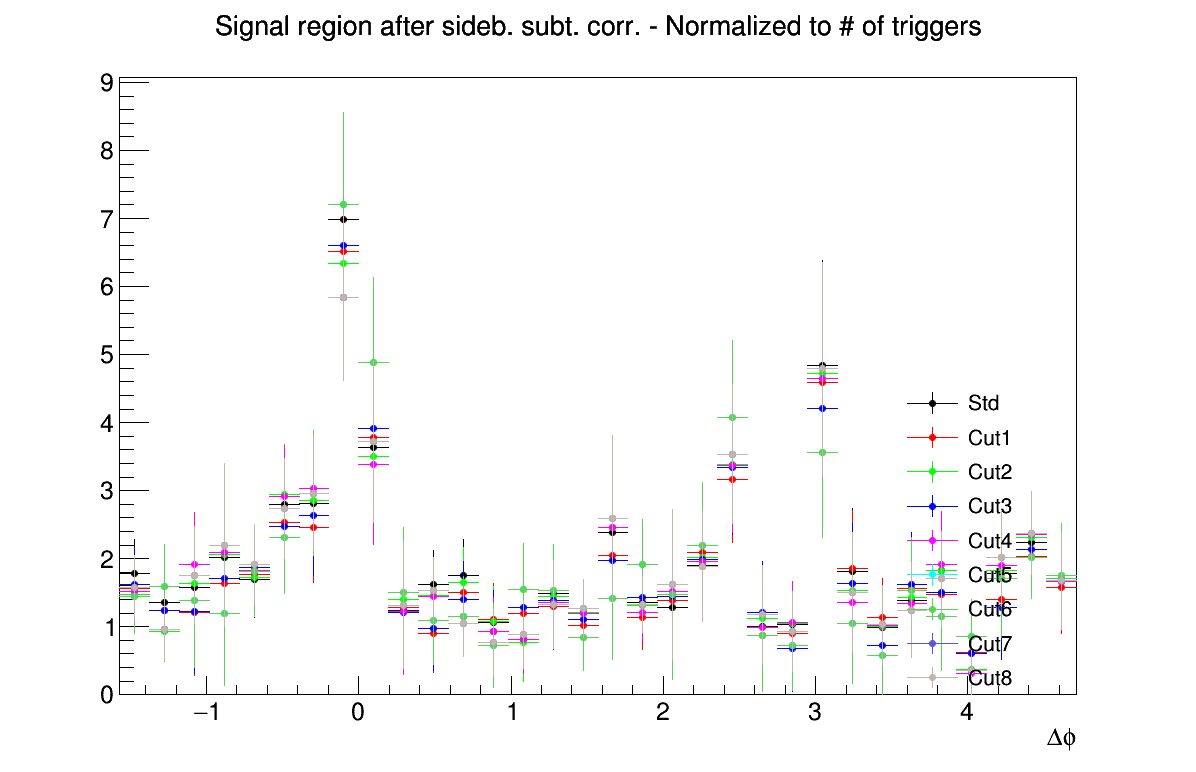 Signal region after sideb. subt. corr. - Normalized to # of triggers
9
8
7
6
5
4
3
2
1
0
Std
Cut1
Cut2
Cut3
Cut4
Cut5
Cut6
Cut7
Cut8
−1 0 1 2 3 4
Δϕ